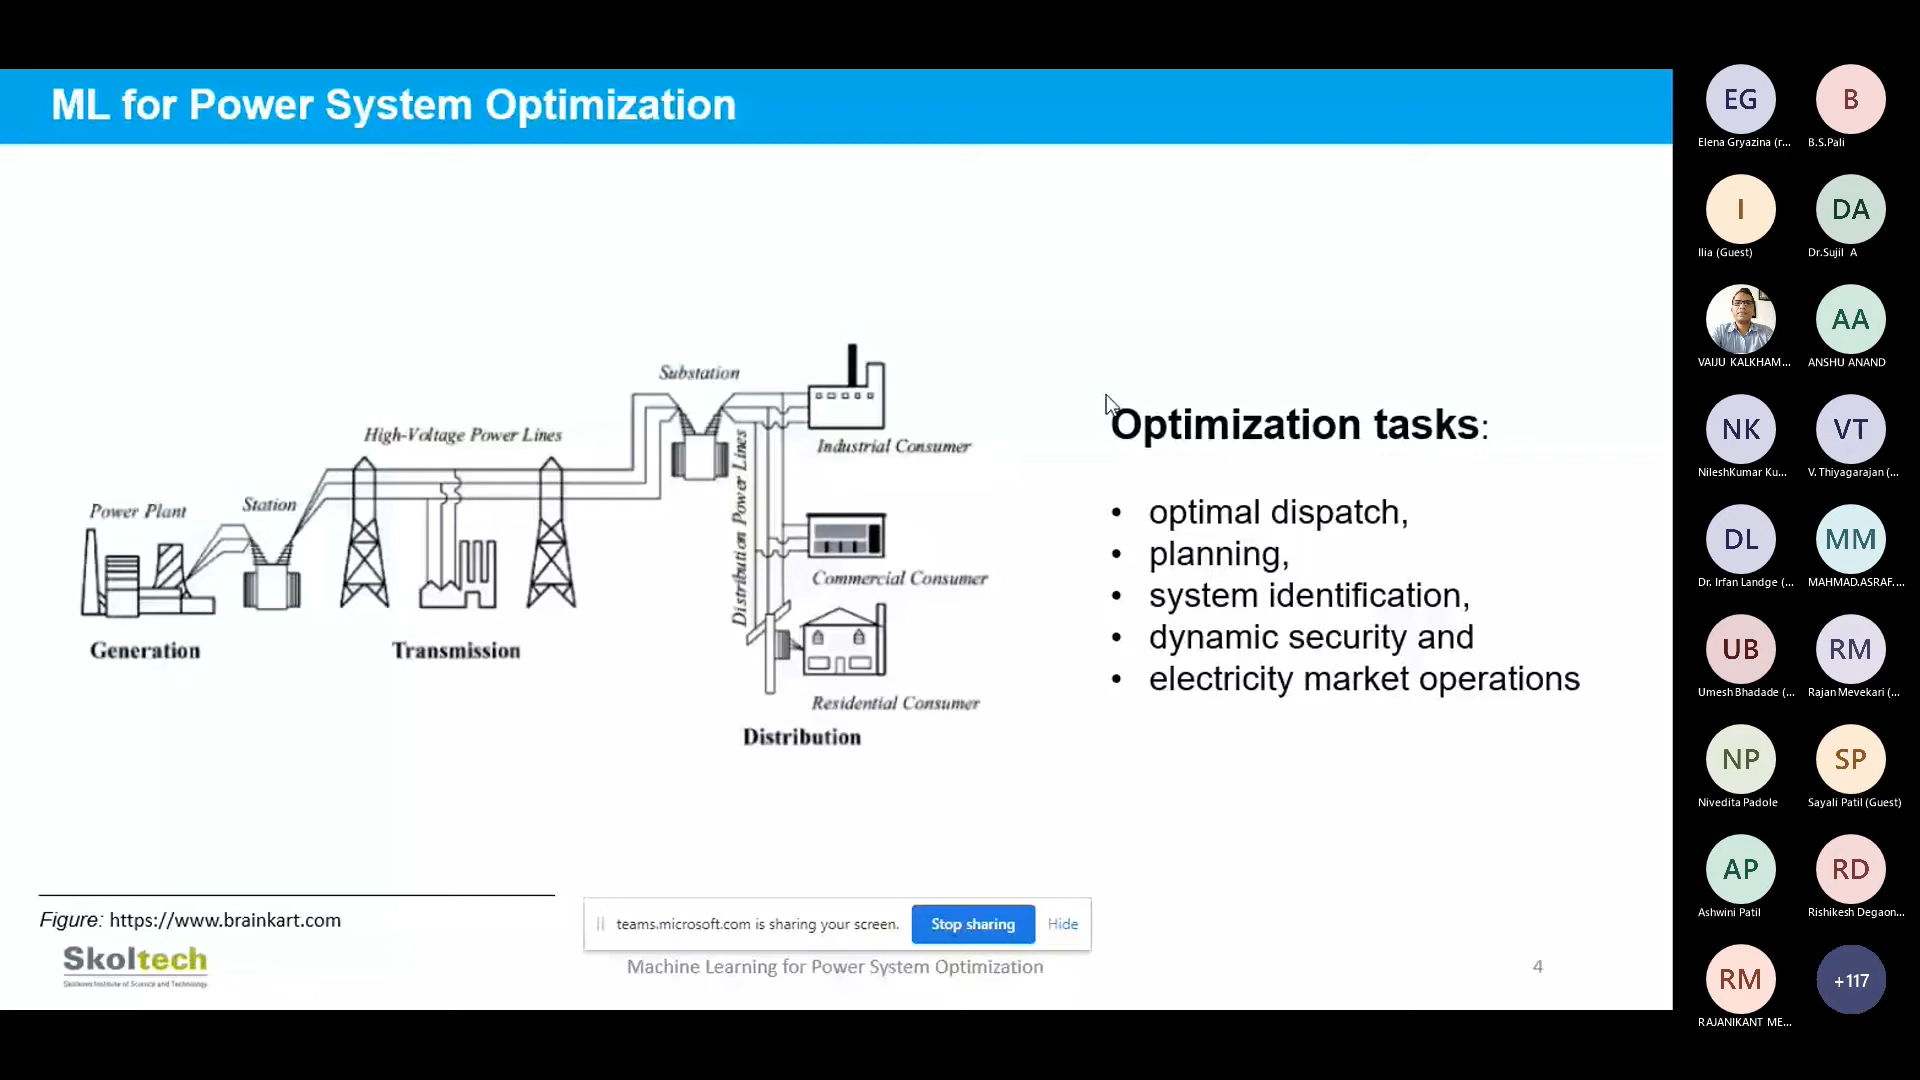 ML for Power System Optimization
Substation
High-Voltage Power Lines
Industrial Consumer
Power Plant
Station
Distribution Power Lines
Commercial Consumer
Generation
Transmission
Residential Consumer
Distribution
Optimization tasks:
• optimal dispatch,
• planning,
• system identification,
• dynamic security and
• electricity market operations
Figure: https://www.brainkart.com
Skoltech
Skolkovo Institute of Science and Technology
teams.microsoft.com is sharing your screen.
Stop sharing
Hide
Machine Learning for Power System Optimization
4
EG
Elena Gryazina (r...
B
B.S.Pali
I
Ilia (Guest)
DA
Dr.Sujil A
VAIJU KALKHAM...
AA
ANSHU ANAND
NK
NileshKumar Ku...
VT
V. Thiyagarajan (...
DL
Dr. Irfan Landge (...
MM
MAHMAD.ASRAF....
UB
Umesh Bhadade (...
RM
Rajan Mevekari (...
NP
Nivedita Padole
SP
Sayali Patil (Guest)
AP
Ashwini Patil
RD
Rishikesh Degaon...
RM
RAJANIKANT ME...
+117